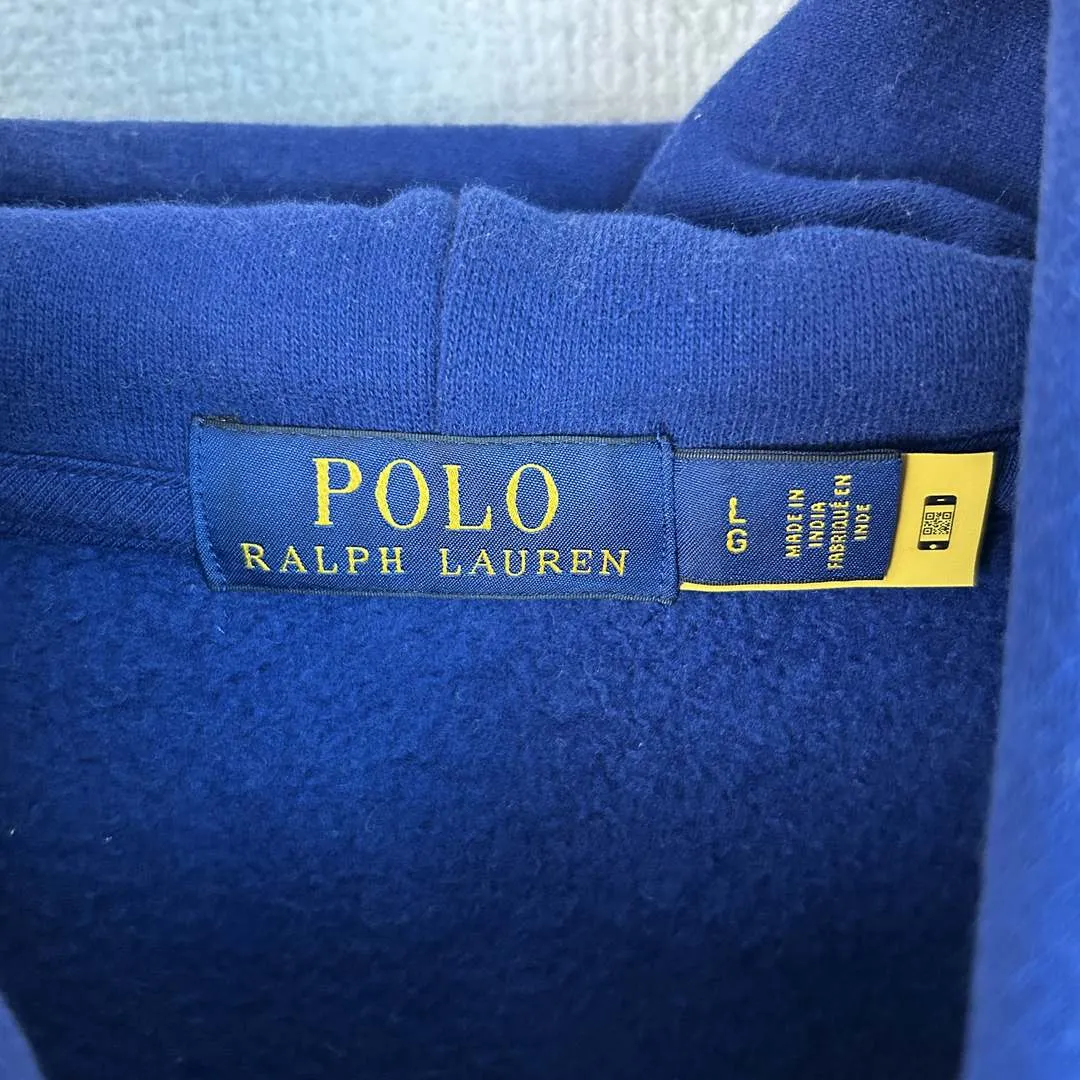 POLO
RALPH LAUREN
L
G
MADE IN
INDIA
FABRIQUÉ EN
INDE